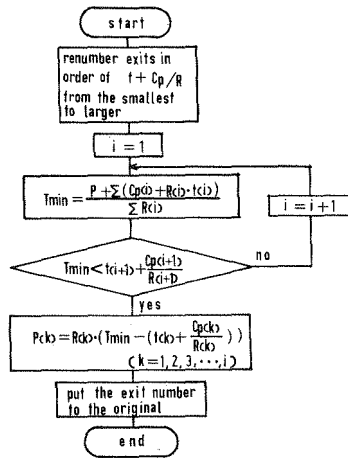 start
renumber exits in
order of t + Cp/R
from the smallest
to larger
i = 1
Tmin = P + Σ(Cp(i) + R(i)·t(i)) / Σ R(i)
i = i + 1
Tmin < t(i+1) + Cp(i+1) / R(i+1)
no
yes
P(k) = R(k)·(Tmin − (t(k) + Cp(k) / R(k)))
(k = 1, 2, 3, ···, i)
put the exit number
to the original
end